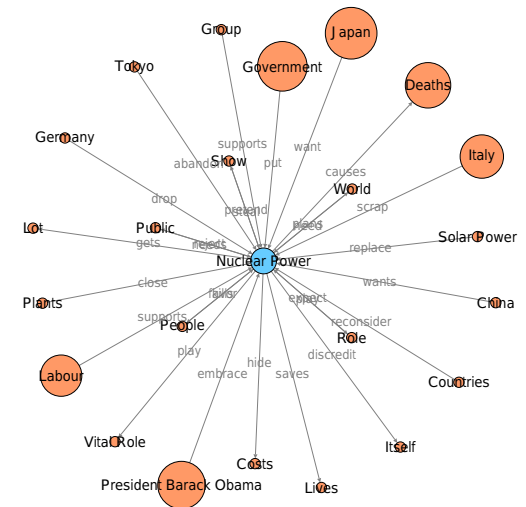 Group
J apan
Tokyo
Government
Deaths
Germany
supports
want
Italy
abandon
Show
put
causes
World
drop
scrap
Lot
Public
Solar Power
gets
replace
Nuclear Power
close
wants
Plants
China
supports
People
expect
reconsider
Role
play
hide
discredit
Labour
embrace
saves
Countries
Vital Role
Itself
Costs
President Barack Obama
Lives